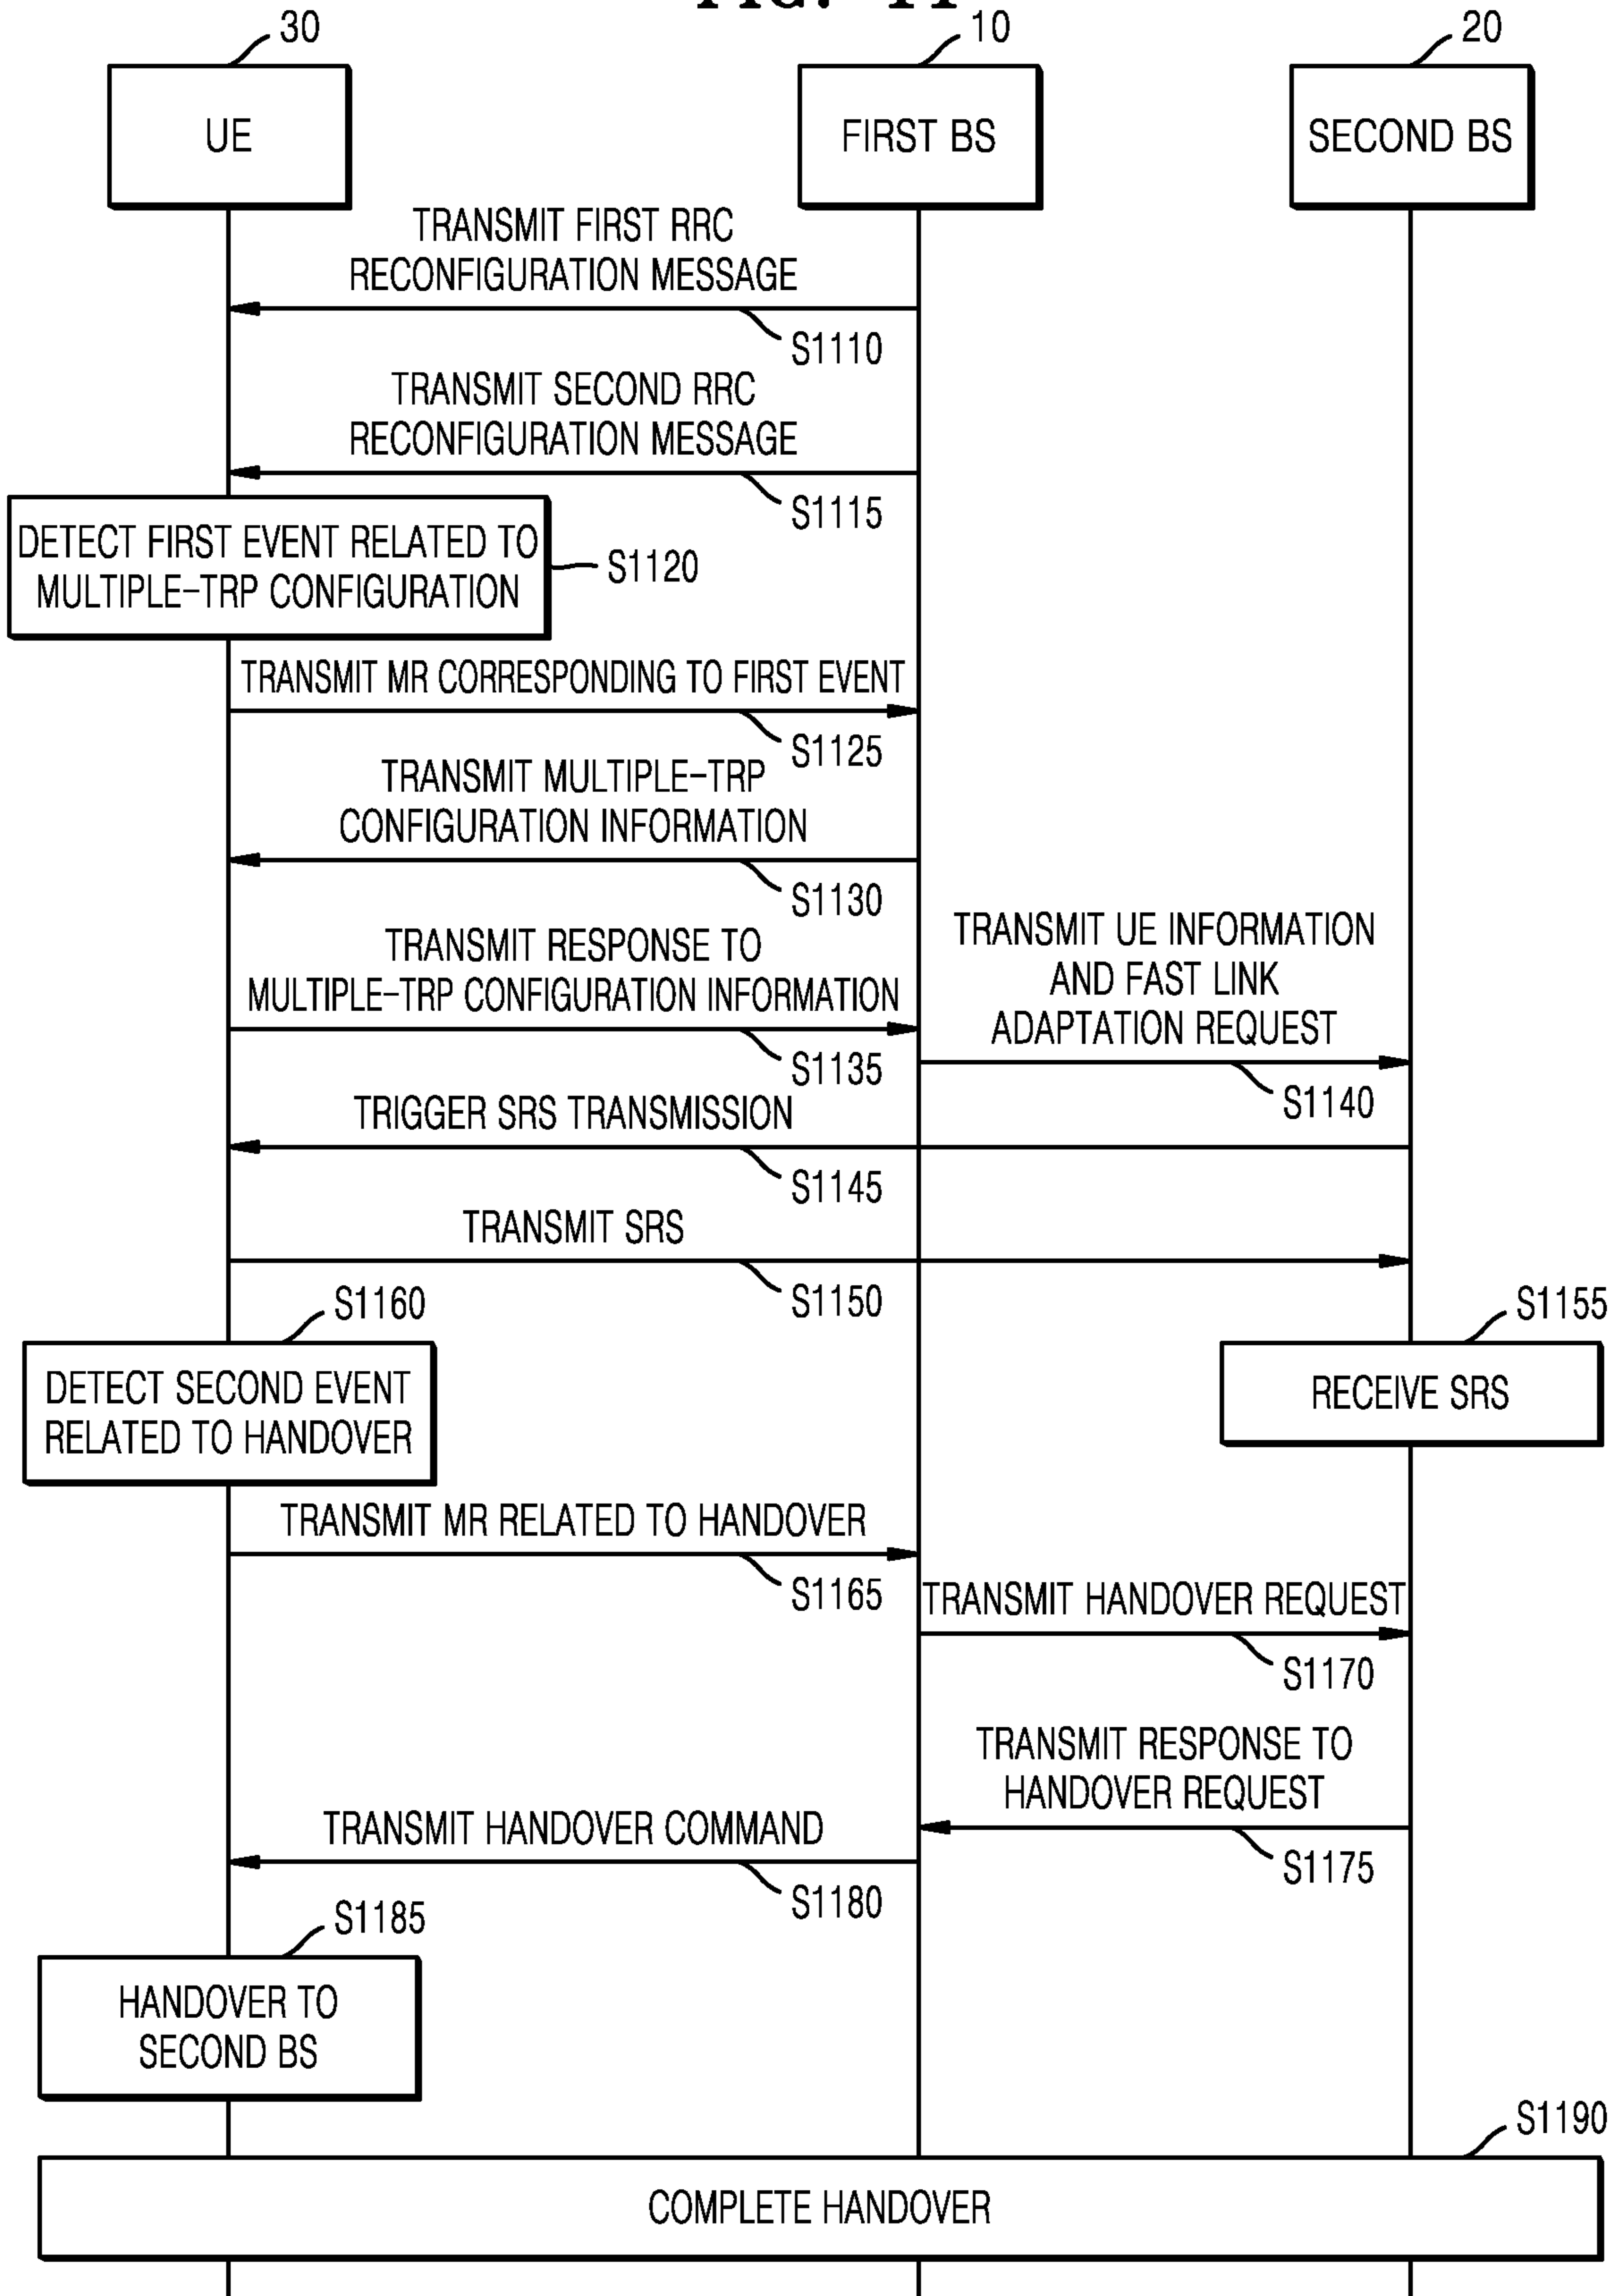 FIG. 11
30
10
20
UE
FIRST BS
SECOND BS
TRANSMIT FIRST RRC
RECONFIGURATION MESSAGE
S1110
TRANSMIT SECOND RRC
RECONFIGURATION MESSAGE
S1115
DETECT FIRST EVENT RELATED TO
MULTIPLE-TRP CONFIGURATION
S1120
TRANSMIT MR CORRESPONDING TO FIRST EVENT
S1125
TRANSMIT MULTIPLE-TRP
CONFIGURATION INFORMATION
S1130
TRANSMIT RESPONSE TO
MULTIPLE-TRP CONFIGURATION INFORMATION
S1135
TRANSMIT UE INFORMATION
AND FAST LINK
ADAPTATION REQUEST
S1140
TRIGGER SRS TRANSMISSION
S1145
TRANSMIT SRS
S1150
S1160
S1155
DETECT SECOND EVENT
RELATED TO HANDOVER
RECEIVE SRS
TRANSMIT MR RELATED TO HANDOVER
S1165
TRANSMIT HANDOVER REQUEST
S1170
TRANSMIT RESPONSE TO
HANDOVER REQUEST
S1175
TRANSMIT HANDOVER COMMAND
S1180
S1185
HANDOVER TO
SECOND BS
S1190
COMPLETE HANDOVER